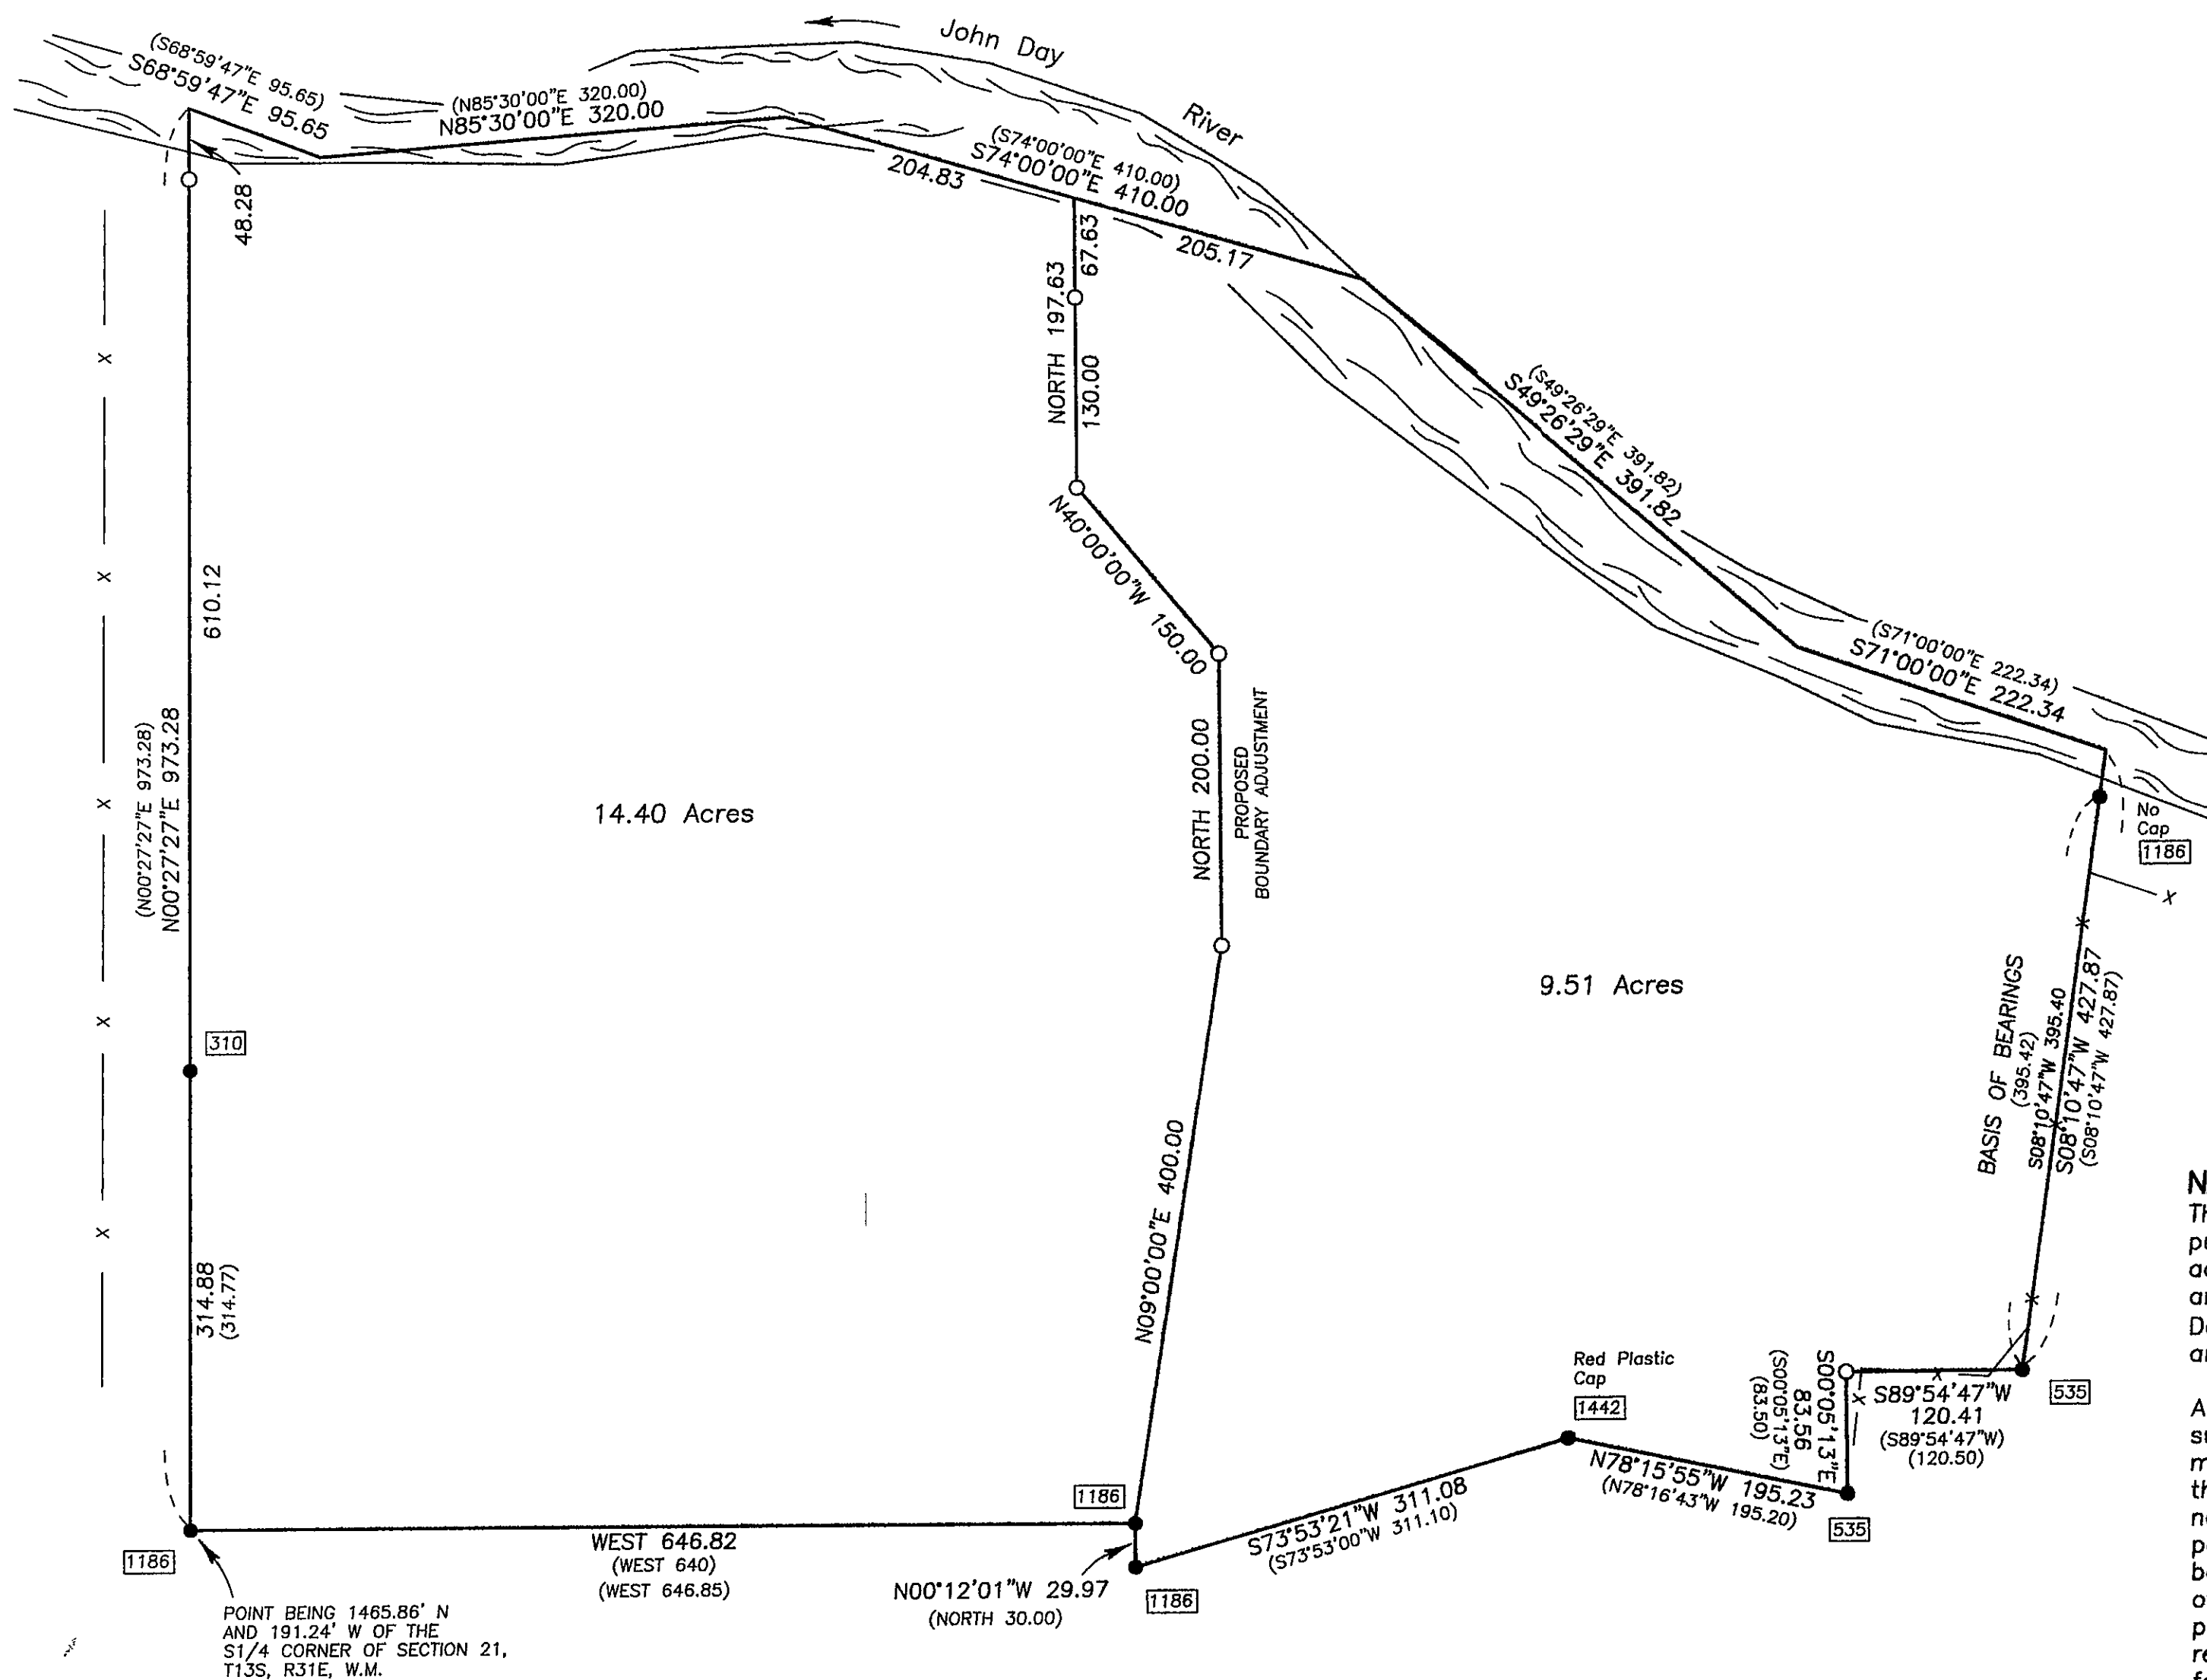 John Day
River
(S68°59'47"E 95.65)
S68°59'47"E 95.65
(N85°30'00"E 320.00)
N85°30'00"E 320.00
(S74°00'00"E 410.00)
S74°00'00"E 410.00
204.83
205.17
48.28
67.63
NORTH 197.63
130.00
(S49°26'29"E 391.82)
S49°26'29"E 391.82
N40°00'00"W 150.00
610.12
(S71°00'00"E 222.34)
S71°00'00"E 222.34
(N00°27'27"E 973.28)
N00°27'27"E 973.28
NORTH 200.00
PROPOSED
BOUNDARY ADJUSTMENT
14.40 Acres
No
Cap
1186
9.51 Acres
BASIS OF BEARINGS
(395.42)
S08°10'47"W 395.40
S08°10'47"W 427.87
(S08°10'47"W 427.87)
310
N09°00'00"E 400.00
314.88
(314.77)
Red Plastic
Cap
1442
S00°05'13"E
83.56
(S00°05'13"E)
(83.50)
S89°54'47"W
120.41
(S89°54'47"W)
(120.50)
535
N78°15'55"W 195.23
(N78°16'43"W 195.20)
535
S73°53'21"W 311.08
(S73°53'00"W 311.10)
1186
WEST 646.82
(WEST 640)
(WEST 646.85)
1186
N00°12'01"W 29.97
(NORTH 30.00)
1186
POINT BEING 1465.86' N
AND 191.24' W OF THE
S1/4 CORNER OF SECTION 21,
T13S, R31E, W.M.